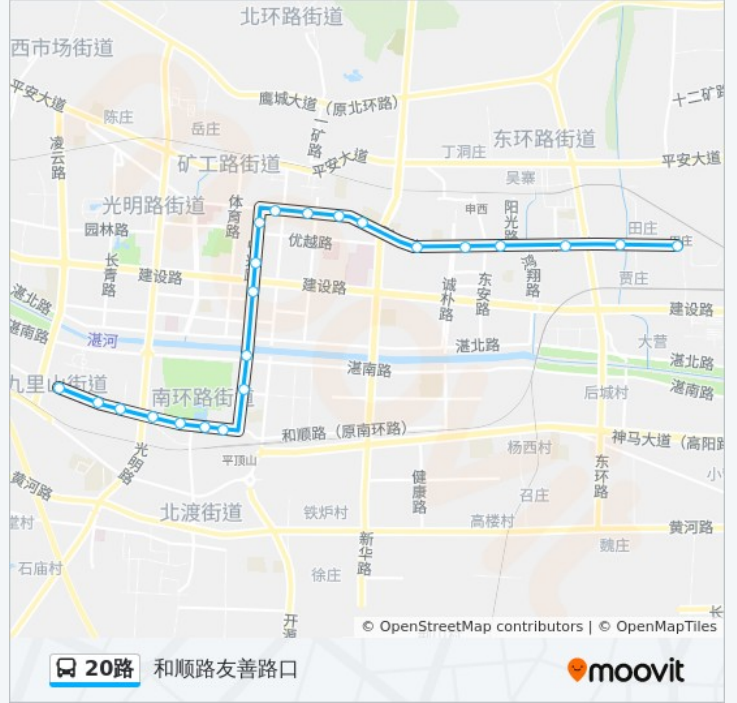 北环路街道
西市场街道
平安大道
鹰城大道（原北环路）
十二矿路
陈庄
岳庄
一矿路
凌云路
丁洞庄
东环路街道
矿工路街道
平安大道
平安大道
吴寨
光明路街道
体育路
申西
阳光路
田庄
园林路
优越路
长青路
建设路
建设路
诚朴路
东安路
鸿翔路
贾庄
湛北路
建设路
湛南路
湛河
湛北路
大营
湛南路
湛北路
湛南路
九里山街道
南环路街道
后城村
和顺路（原南环路）
神马大道（高阳路
光明路
平顶山
杨西村
东环路
黄河路
健康路
召庄
北渡街道
铁炉村
高楼村
黄河路
堂村
新华路
魏庄
石庙村
徐庄
开源
© OpenStreetMap contributors | © OpenMapTiles
20路 和顺路友善路口
moovit